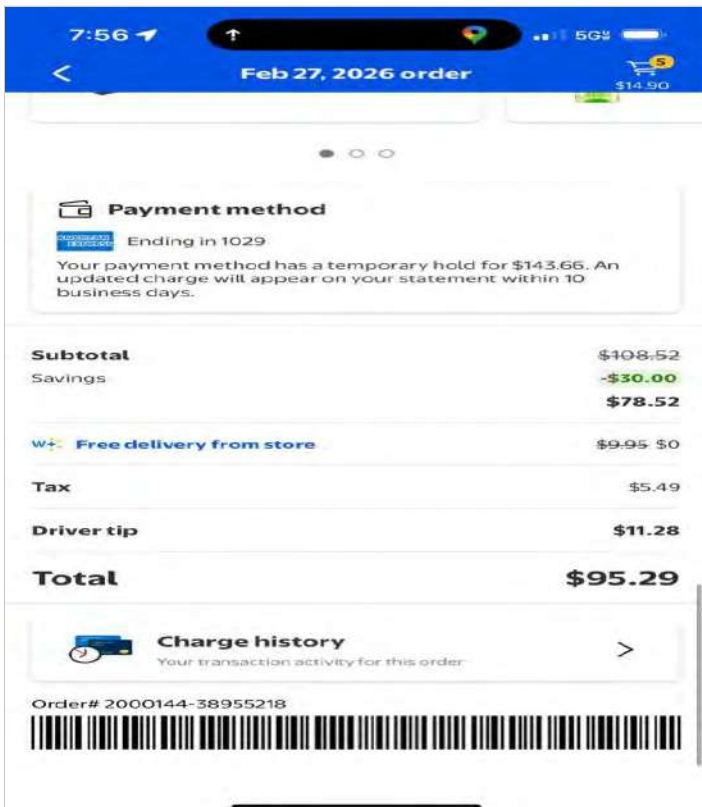 7:56
5G
Feb 27, 2026 order
5
$14.90
Payment method
AMERICAN EXPRESS
Ending in 1029
Your payment method has a temporary hold for $143.66. An
updated charge will appear on your statement within 10
business days.
Subtotal $108.52
Savings -$30.00
$78.52
W+ Free delivery from store $9.95 $0
Tax $5.49
Driver tip $11.28
Total $95.29
Charge history
Your transaction activity for this order
Order# 2000144-38955218